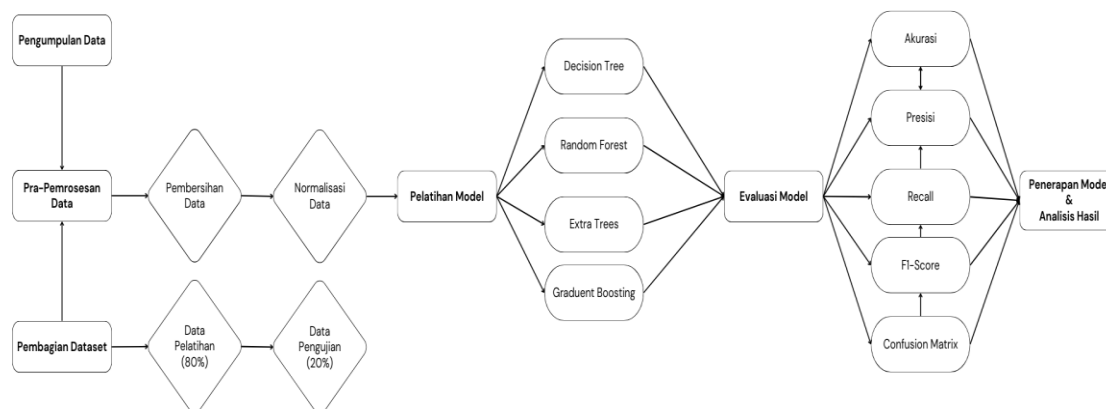 Pengumpulan Data
Pra-Pemrosesan
Data
Pembagian Dataset
Pembersihan
Data
Normalisasi
Data
Data
Pelatihan
(80%)
Data
Pengujian
(20%)
Pelatihan Model
Decision Tree
Random Forest
Extra Trees
Graduent Boosting
Evaluasi Model
Akurasi
Presisi
Recall
F1-Score
Confusion Matrix
Penerapan Model
&
Analisis Hasil